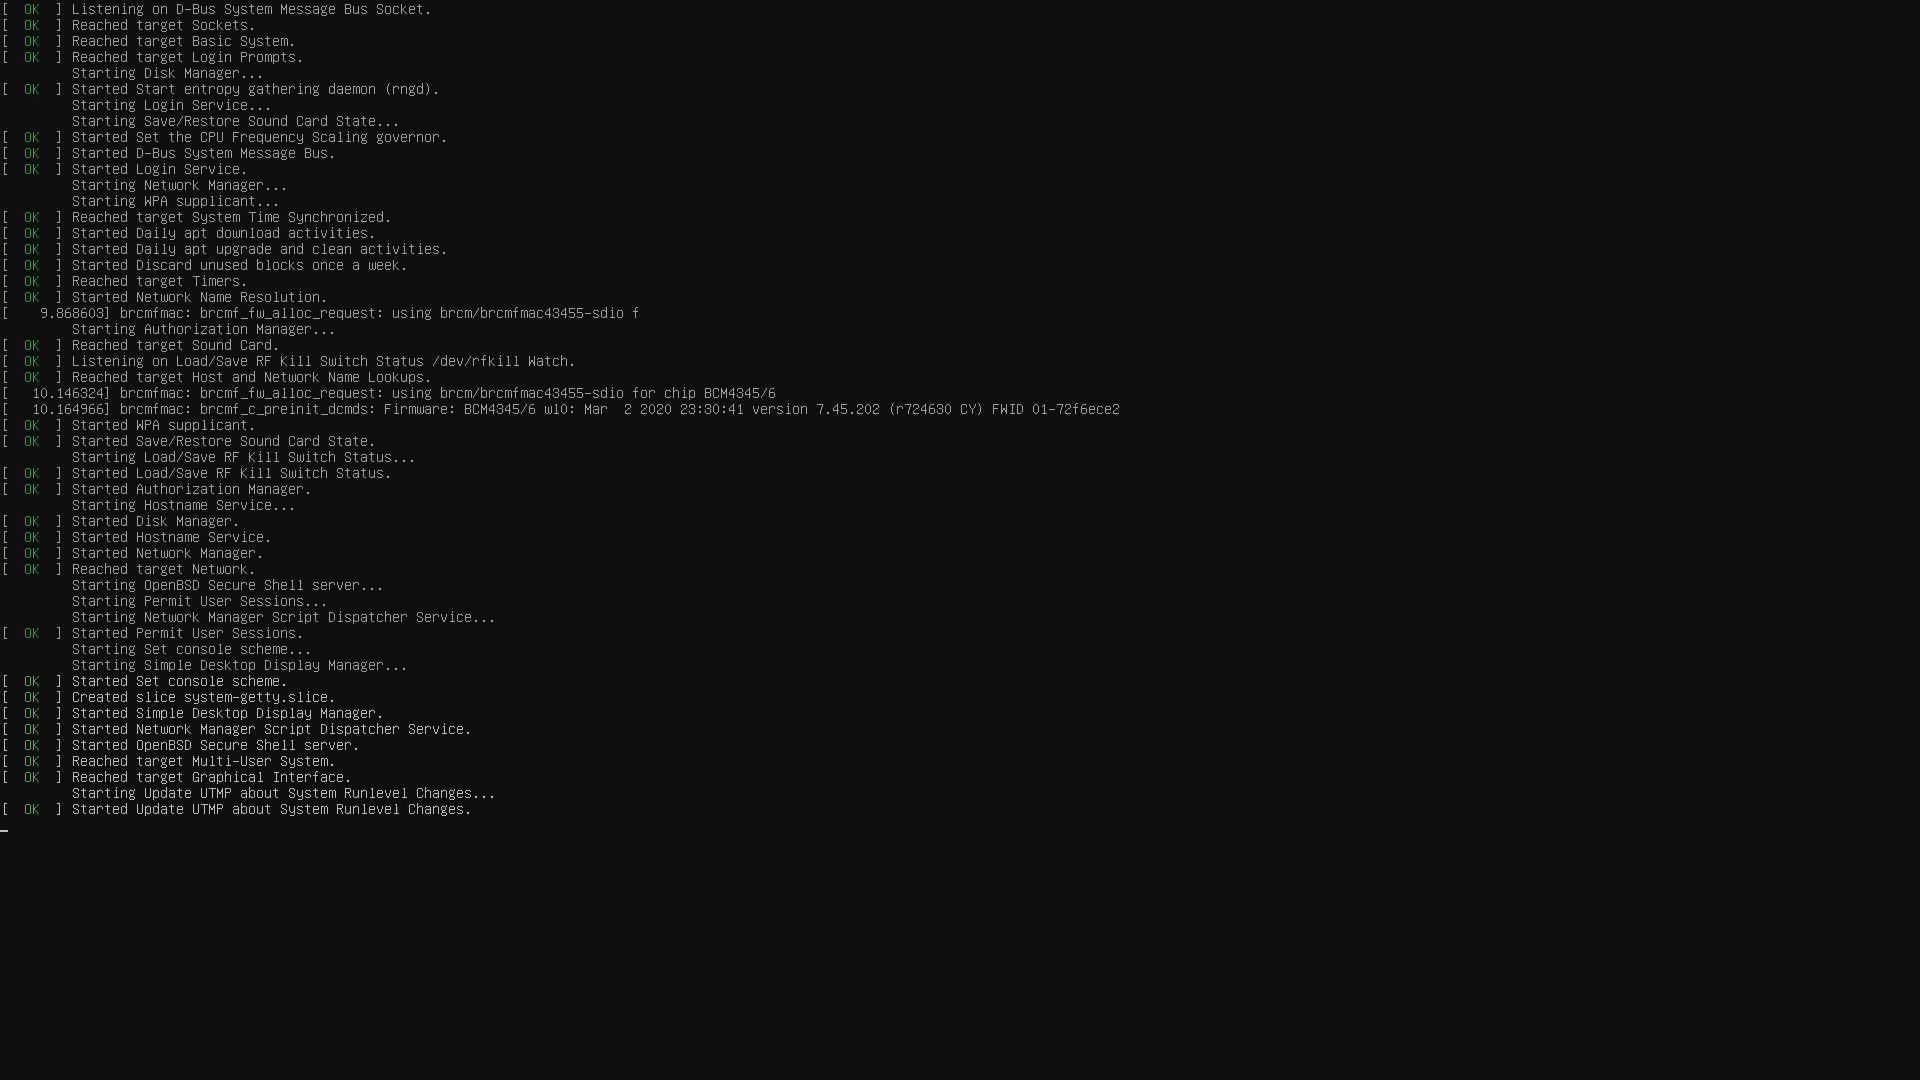 [  OK  ] Listening on D-Bus System Message Bus Socket.
[  OK  ] Reached target Sockets.
[  OK  ] Reached target Basic System.
[  OK  ] Reached target Login Prompts.
Starting Disk Manager...
[  OK  ] Started Start entropy gathering daemon (rngd).
Starting Login Service...
Starting Save/Restore Sound Card State...
[  OK  ] Started Set the CPU Frequency Scaling governor.
[  OK  ] Started D-Bus System Message Bus.
[  OK  ] Started Login Service.
Starting Network Manager...
Starting WPA supplicant...
[  OK  ] Reached target System Time Synchronized.
[  OK  ] Started Daily apt download activities.
[  OK  ] Started Daily apt upgrade and clean activities.
[  OK  ] Started Discard unused blocks once a week.
[  OK  ] Reached target Timers.
[  OK  ] Started Network Name Resolution.
[    9.868603] brcmfmac: brcmf_fw_alloc_request: using brcm/brcmfmac43455-sdio f
Starting Authorization Manager...
[  OK  ] Reached target Sound Card.
[  OK  ] Listening on Load/Save RF Kill Switch Status /dev/rfkill Watch.
[  OK  ] Reached target Host and Network Name Lookups.
[   10.146324] brcmfmac: brcmf_fw_alloc_request: using brcm/brcmfmac43455-sdio for chip BCM4345/6
[   10.164966] brcmfmac: brcmf_c_preinit_dcmds: Firmware: BCM4345/6 wl0: Mar  2 2020 23:30:41 version 7.45.202 (r724630 CY) FWID 01-72f6ece2
[  OK  ] Started WPA supplicant.
[  OK  ] Started Save/Restore Sound Card State.
Starting Load/Save RF Kill Switch Status...
[  OK  ] Started Load/Save RF Kill Switch Status.
[  OK  ] Started Authorization Manager.
Starting Hostname Service...
[  OK  ] Started Disk Manager.
[  OK  ] Started Hostname Service.
[  OK  ] Started Network Manager.
[  OK  ] Reached target Network.
Starting OpenBSD Secure Shell server...
Starting Permit User Sessions...
Starting Network Manager Script Dispatcher Service...
[  OK  ] Started Permit User Sessions.
Starting Set console scheme...
Starting Simple Desktop Display Manager...
[  OK  ] Started Set console scheme.
[  OK  ] Created slice system-getty.slice.
[  OK  ] Started Simple Desktop Display Manager.
[  OK  ] Started Network Manager Script Dispatcher Service.
[  OK  ] Started OpenBSD Secure Shell server.
[  OK  ] Reached target Multi-User System.
[  OK  ] Reached target Graphical Interface.
Starting Update UTMP about System Runlevel Changes...
[  OK  ] Started Update UTMP about System Runlevel Changes.